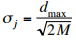 σ_j = d_max / √2M